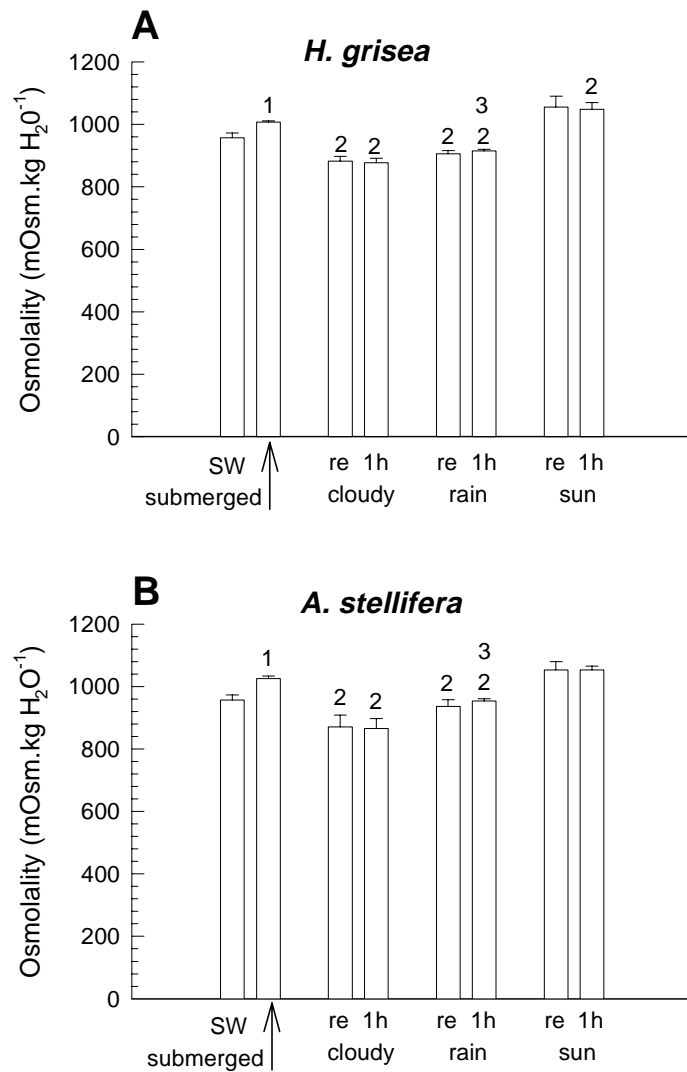 A
H. grisea
Osmolality (mOsm.kg H₂0⁻¹)
1200
1000
800
600
400
200
0
1
2 2
3
2 2
2
SW
submerged
re 1h re 1h re 1h
cloudy rain sun
B
A. stellifera
Osmolality (mOsm.kg H₂O⁻¹)
1200
1000
800
600
400
200
0
1
2 2
3
2 2
SW
submerged
re 1h re 1h re 1h
cloudy rain sun